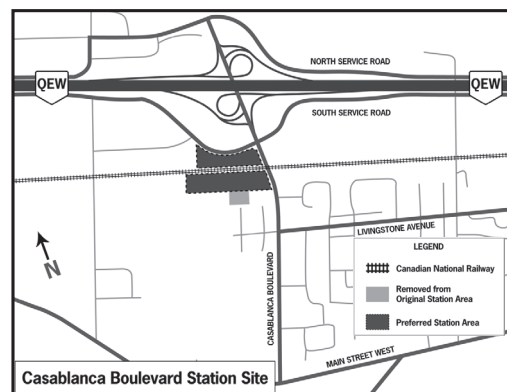 NORTH SERVICE ROAD
QEW
QEW
SOUTH SERVICE ROAD
LIVINGSTONE AVENUE
CASABLANCA BOULEVARD
N
LEGEND
Canadian National Railway
Removed from
Original Station Area
Preferred Station Area
MAIN STREET WEST
Casablanca Boulevard Station Site